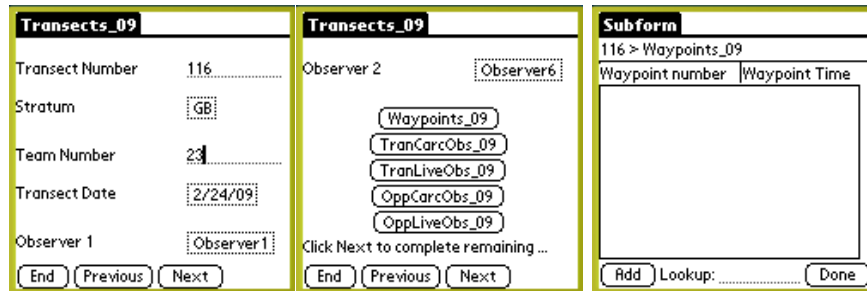 Transects_09
Transect Number 116
Stratum GB
Team Number 23
Transect Date 2/24/09
Observer 1 Observer1
End Previous Next
Transects_09
Observer 2 Observer6
Waypoints_09
TranCarcObs_09
TranLiveObs_09
OppCarcObs_09
OppLiveObs_09
Click Next to complete remaining ...
End Previous Next
Subform
116 > Waypoints_09
Waypoint number Waypoint Time
Add Lookup: Done